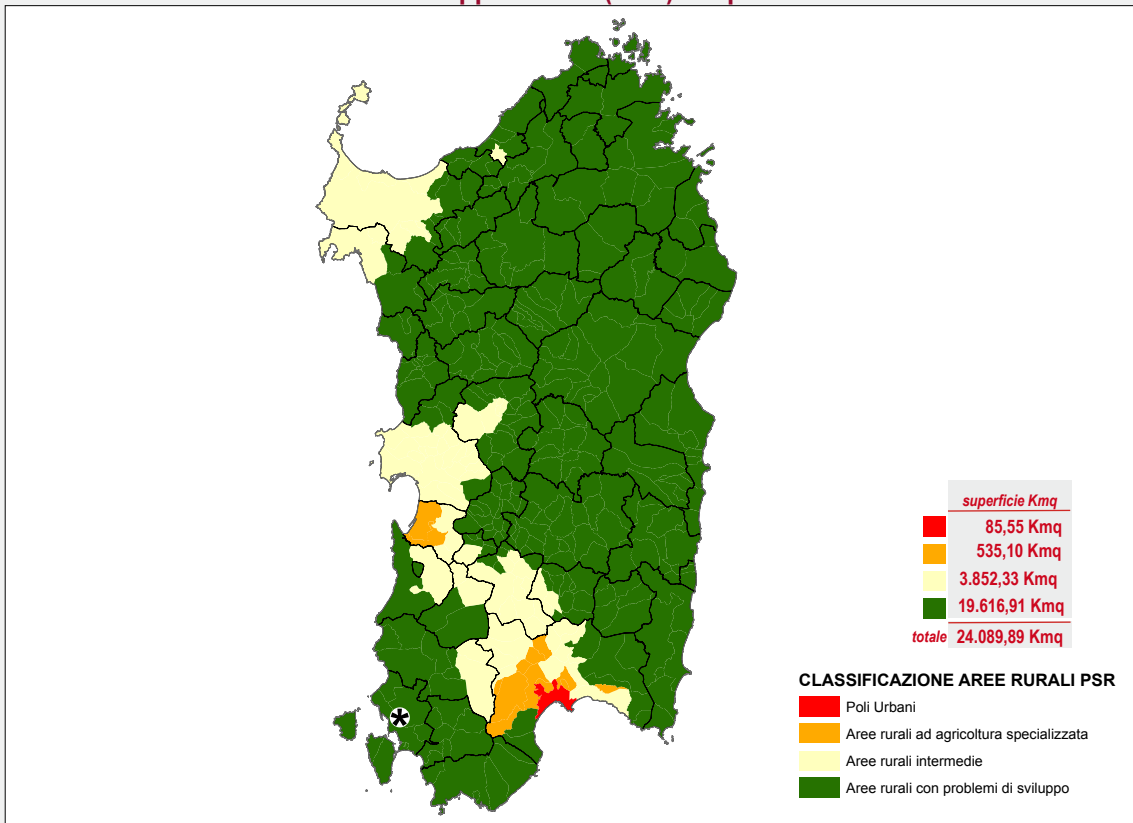 superficie Kmq
85,55 Kmq
535,10 Kmq
3.852,33 Kmq
19.616,91 Kmq
totale 24.089,89 Kmq
CLASSIFICAZIONE AREE RURALI PSR
Poli Urbani
Aree rurali ad agricoltura specializzata
Aree rurali intermedie
Aree rurali con problemi di sviluppo
*